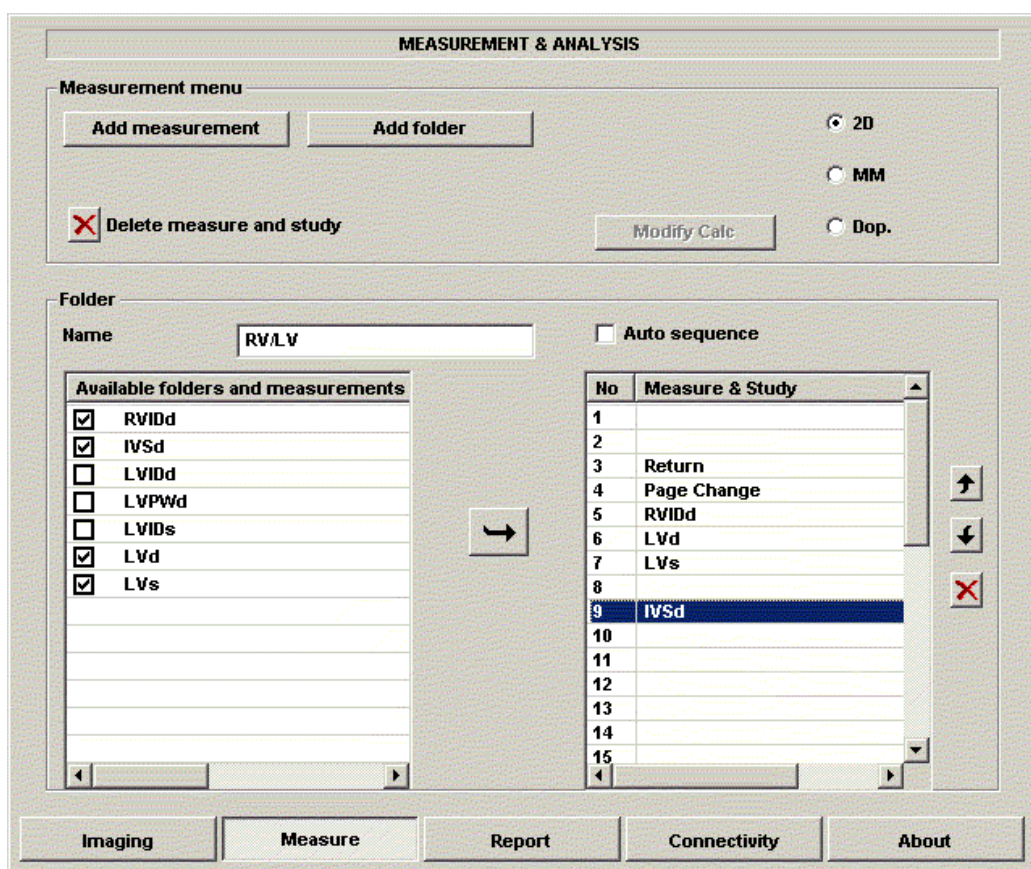 MEASUREMENT & ANALYSIS
Measurement menu
Add measurement
Add folder
2D
MM
Delete measure and study
Modify Calc
Dop.
Folder
Name
RV/LV
Auto sequence
Available folders and measurements
RVIDd
IVSd
LVIDd
LVPWd
LVIDs
LVd
LVs
No Measure & Study
1
2
3 Return
4 Page Change
5 RVIDd
6 LVd
7 LVs
8
9 IVSd
10
11
12
13
14
15
Imaging
Measure
Report
Connectivity
About